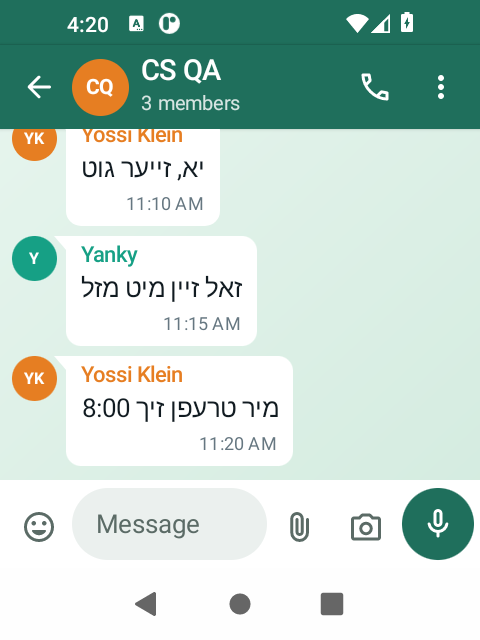 4:20
A
CQ
CS QA
3 members
YK
Yossi Klein
יא, זייער גוט
11:10 AM
Y
Yanky
זאל זיין מיט מזל
11:15 AM
YK
Yossi Klein
מיר טרעפן זיך 8:00
11:20 AM
Message